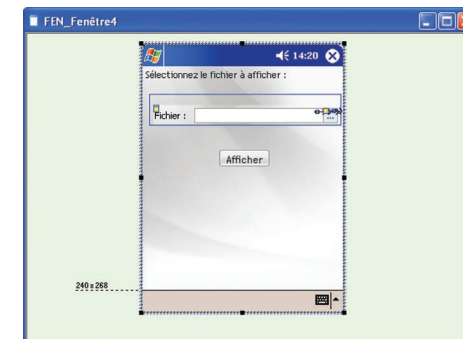 FEN_Fenêtre4
14:20
Sélectionnez le fichier à afficher :
Fichier :
...
Afficher
240 x 268